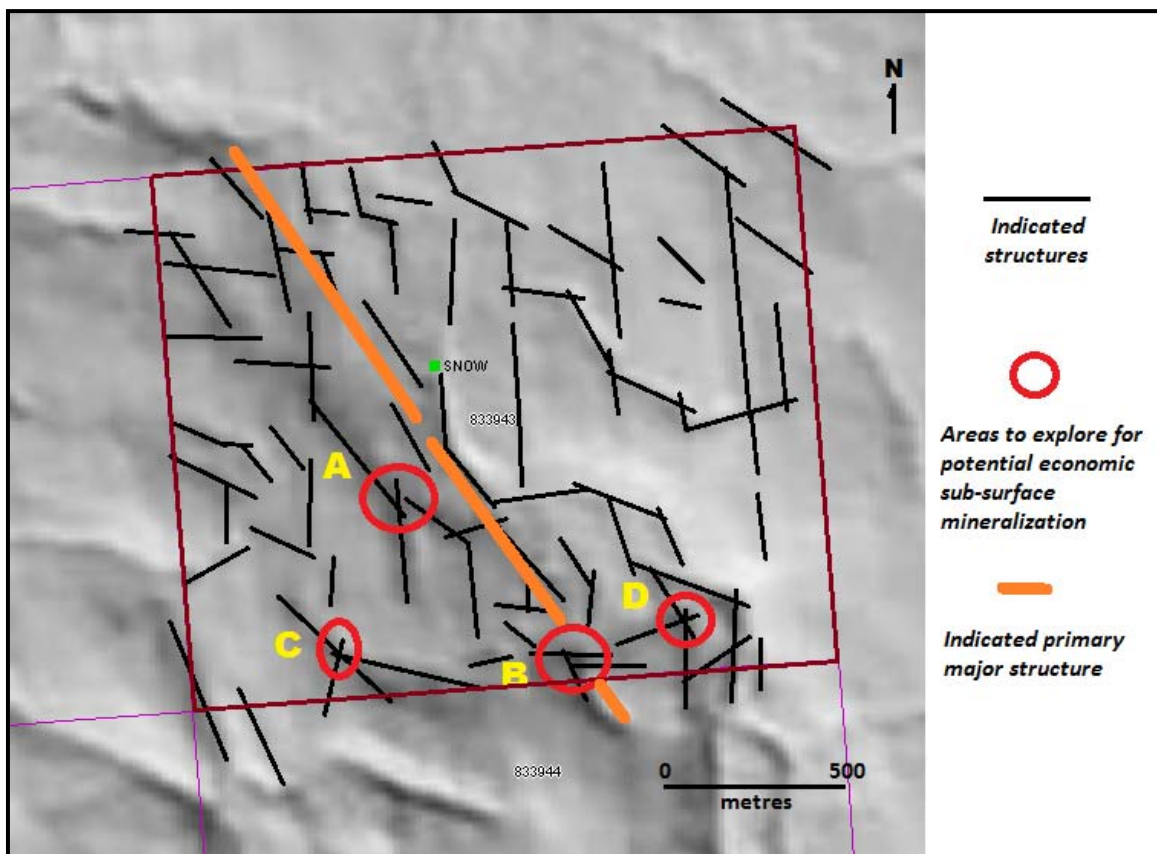 N
SNOW
833943
A
D
C
B
833944
0 500
metres
Indicated
structures
Areas to explore for
potential economic
sub-surface
mineralization
Indicated primary
major structure